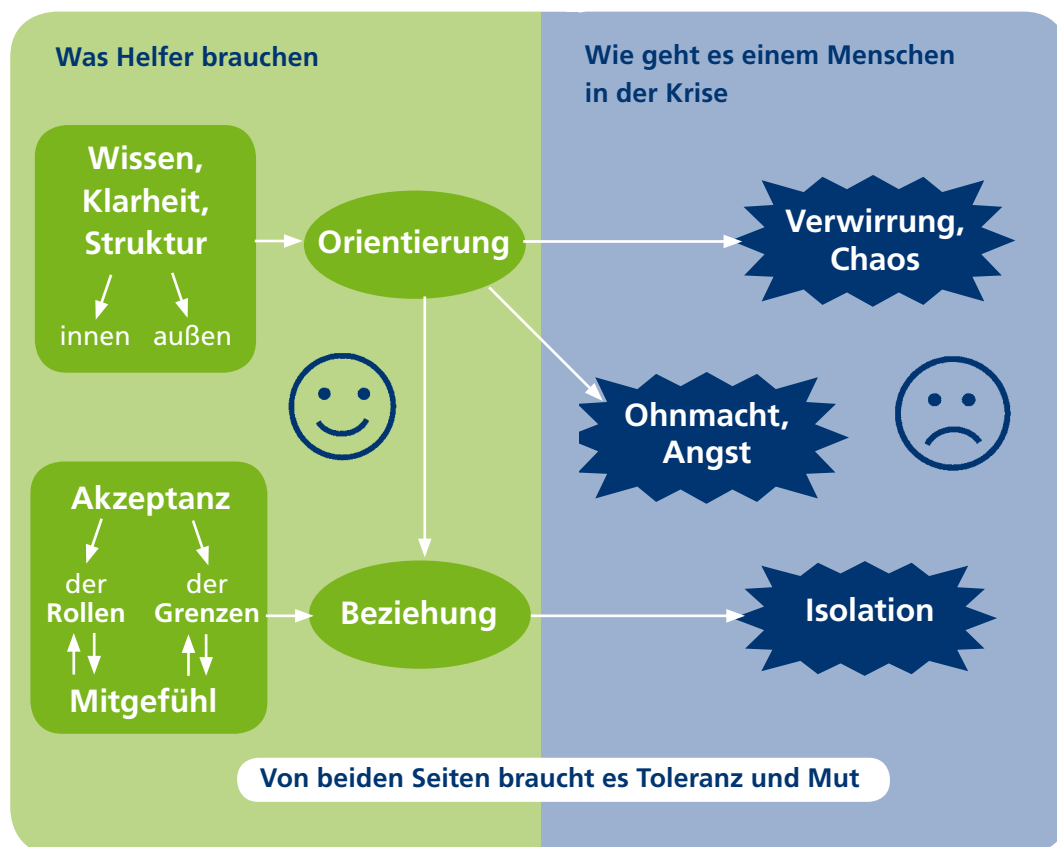 Was Helfer brauchen
Wie geht es einem Menschen
in der Krise
Wissen,
Klarheit,
Struktur
innen außen
Orientierung
Verwirrung,
Chaos
Ohnmacht,
Angst
Akzeptanz
der der
Rollen Grenzen
Mitgefühl
Beziehung
Isolation
Von beiden Seiten braucht es Toleranz und Mut